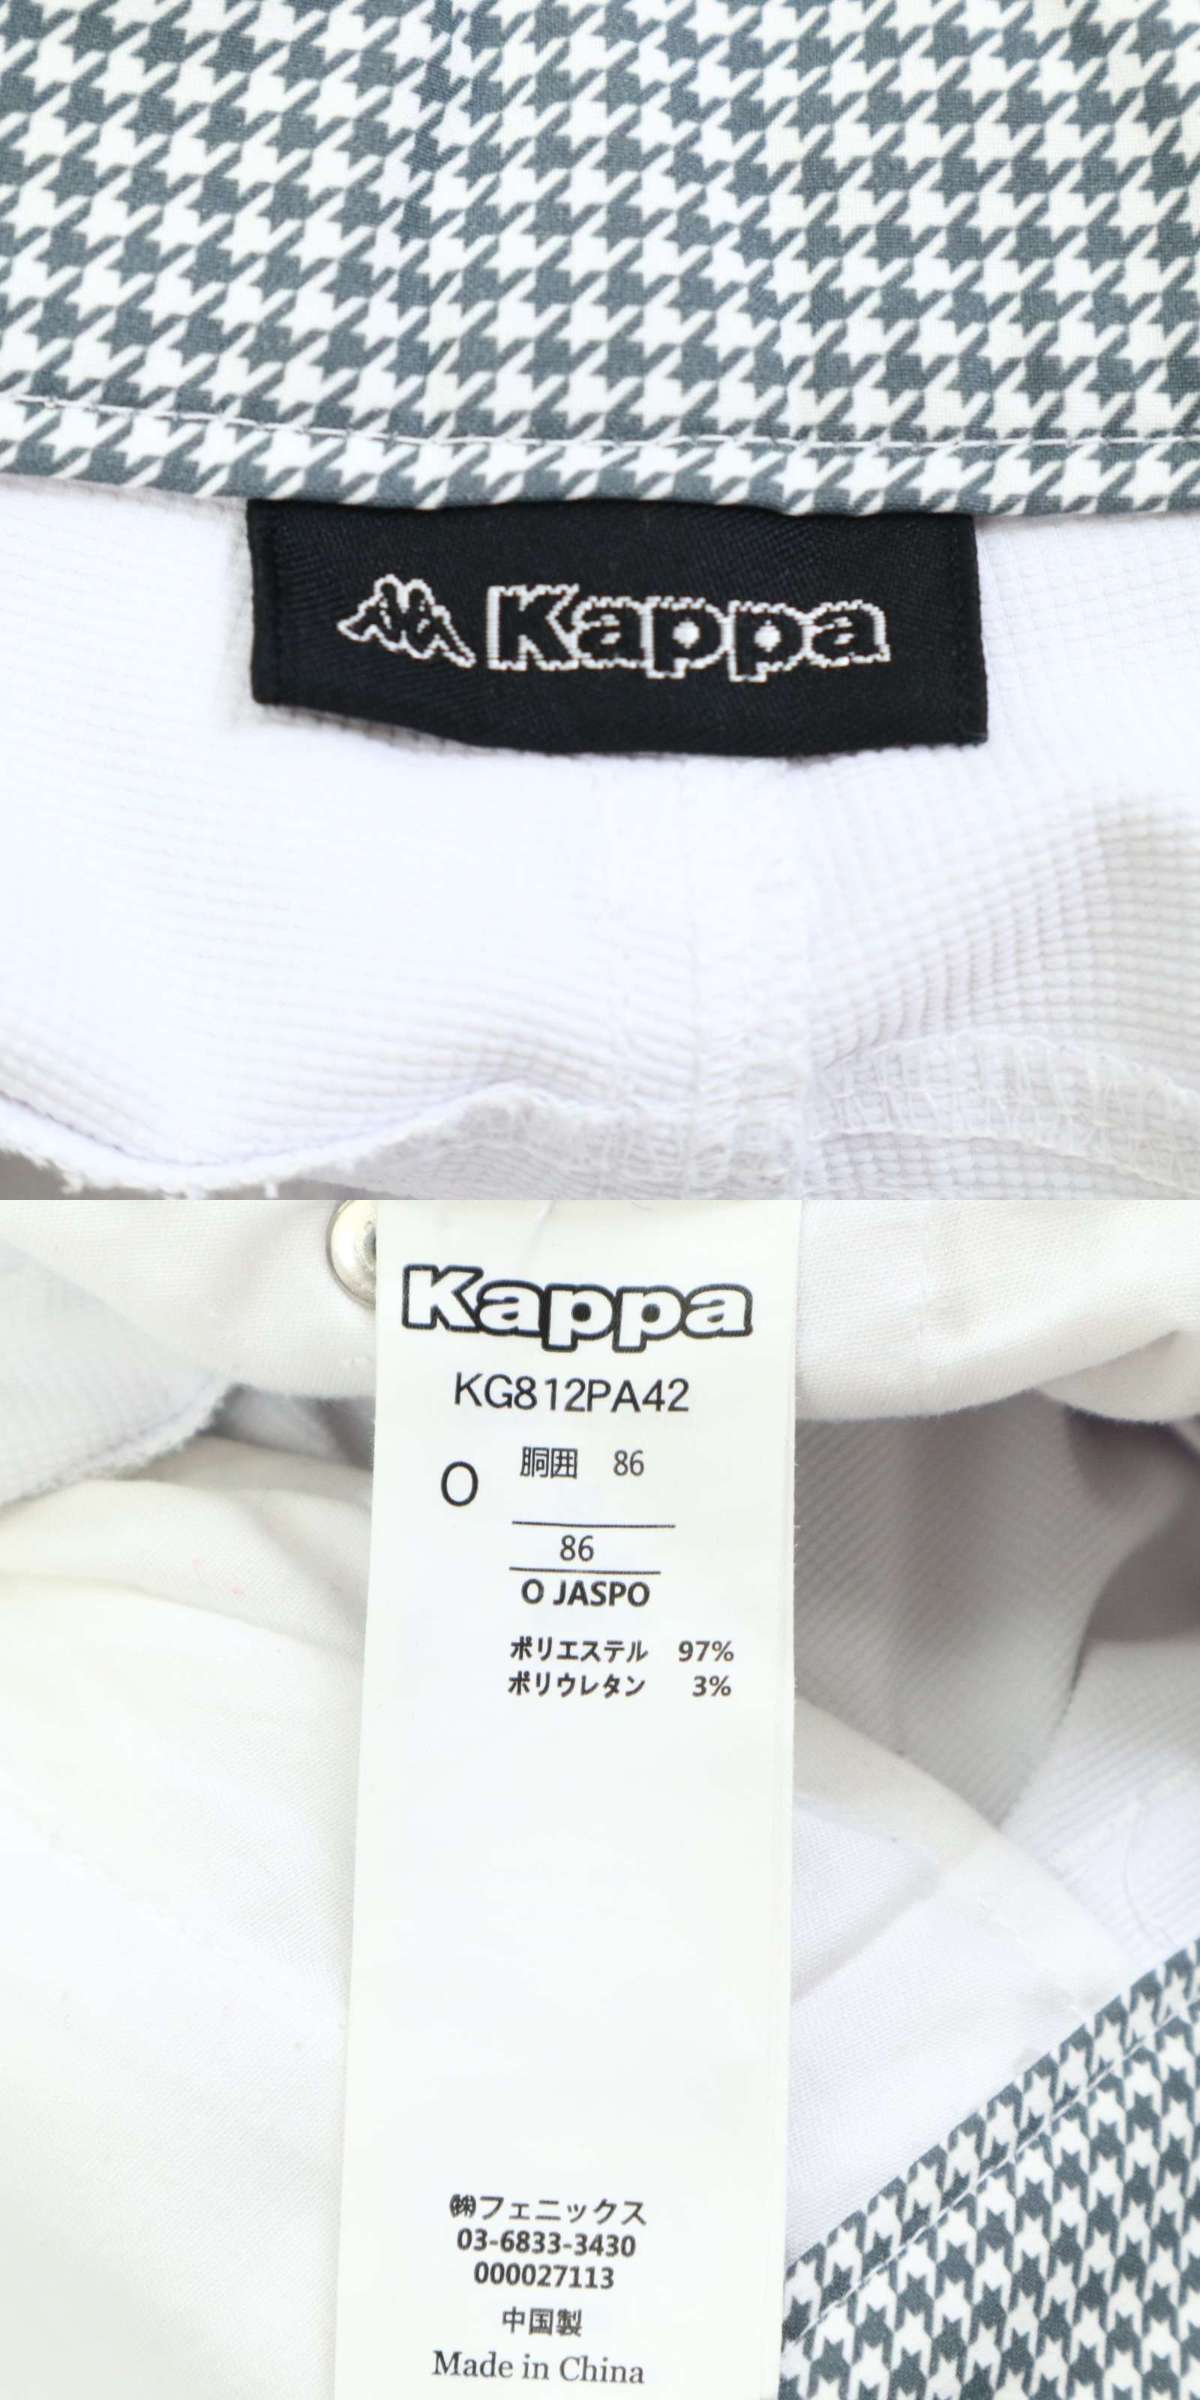 Kappa
Kappa
KG812PA42
O
胴囲 86
86
O JASPO
ポリエステル 97%
ポリウレタン 3%
㈱フェニックス
03-6833-3430
000027113
中国製
Made in China